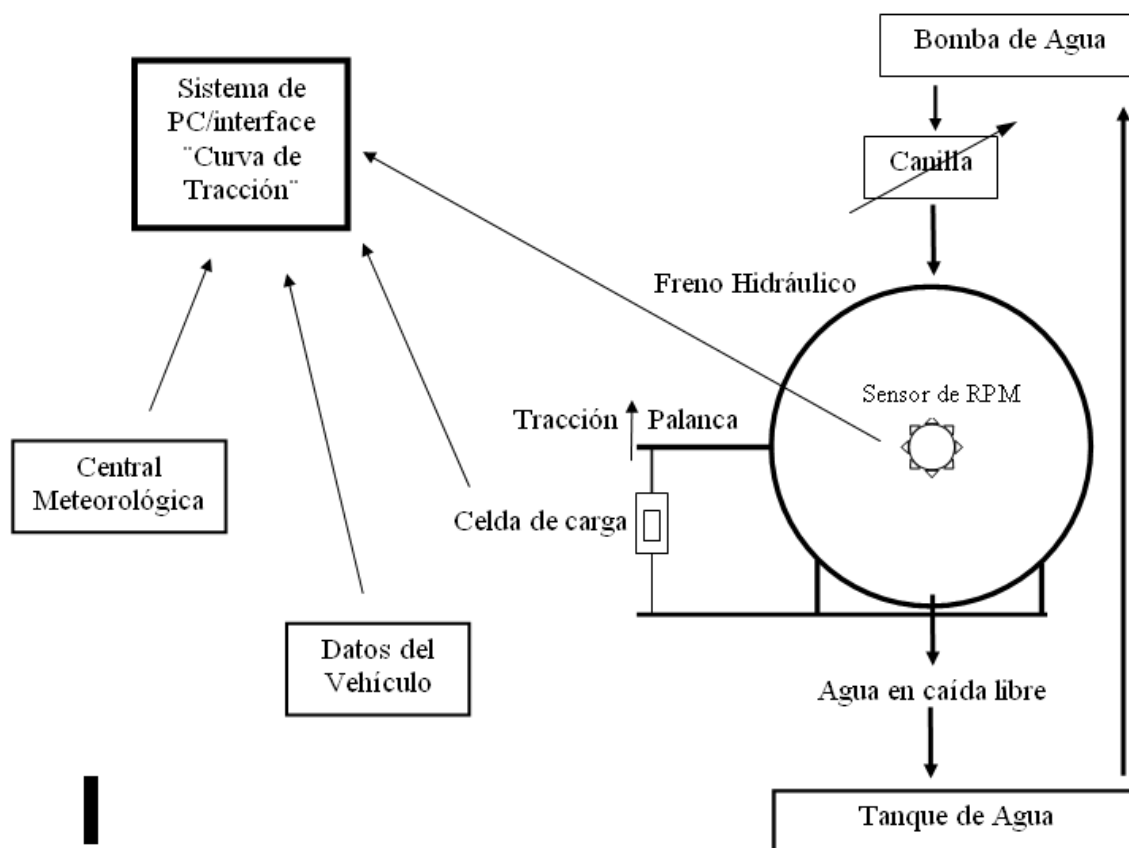 Bomba de Agua
Sistema de
PC/interface
¨Curva de
Tracción¨
Canilla
Freno Hidráulico
Sensor de RPM
Tracción
Palanca
Central
Meteorológica
Celda de carga
Datos del
Vehículo
Agua en caída libre
Tanque de Agua